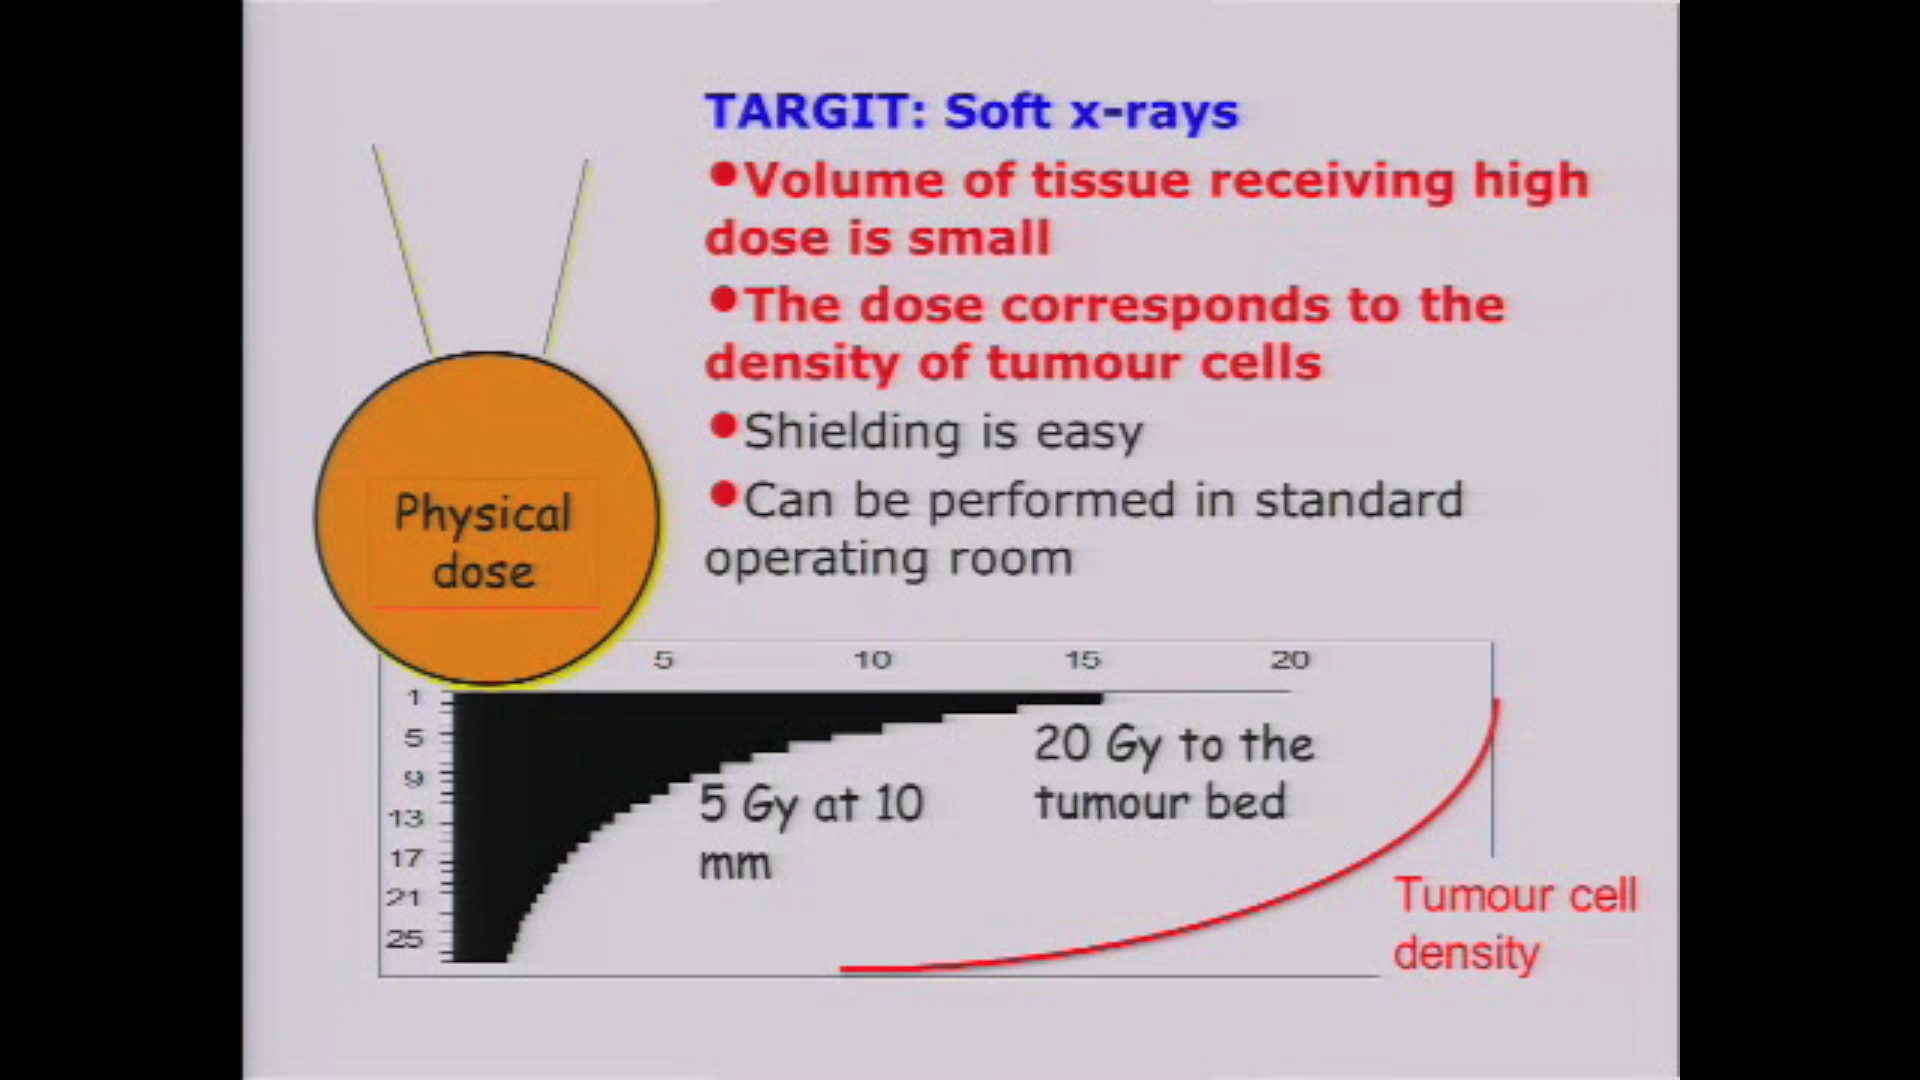 TARGIT: Soft x-rays
•Volume of tissue receiving high
dose is small
•The dose corresponds to the
density of tumour cells
•Shielding is easy
•Can be performed in standard
operating room
Physical
dose
5 10 15 20
1
5
9
13
17
21
25
20 Gy to the
tumour bed
5 Gy at 10
mm
Tumour cell
density